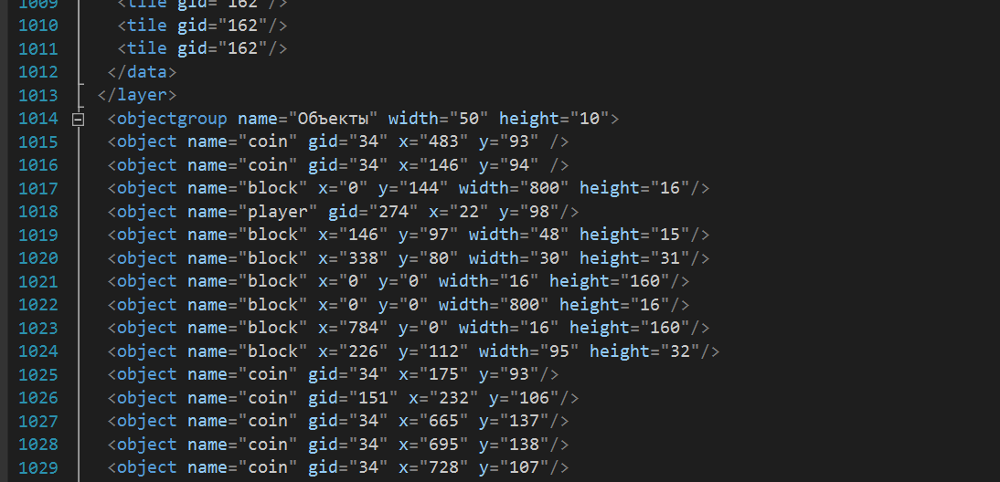 1009 <tile gid="162"/>
1010 <tile gid="162"/>
1011 <tile gid="162"/>
1012 </data>
1013 </layer>
1014 <objectgroup name="Объекты" width="50" height="10">
1015 <object name="coin" gid="34" x="483" y="93" />
1016 <object name="coin" gid="34" x="146" y="94" />
1017 <object name="block" x="0" y="144" width="800" height="16"/>
1018 <object name="player" gid="274" x="22" y="98"/>
1019 <object name="block" x="146" y="97" width="48" height="15"/>
1020 <object name="block" x="338" y="80" width="30" height="31"/>
1021 <object name="block" x="0" y="0" width="16" height="160"/>
1022 <object name="block" x="0" y="0" width="800" height="16"/>
1023 <object name="block" x="784" y="0" width="16" height="160"/>
1024 <object name="block" x="226" y="112" width="95" height="32"/>
1025 <object name="coin" gid="34" x="175" y="93"/>
1026 <object name="coin" gid="151" x="232" y="106"/>
1027 <object name="coin" gid="34" x="665" y="137"/>
1028 <object name="coin" gid="34" x="695" y="138"/>
1029 <object name="coin" gid="34" x="728" y="107"/>